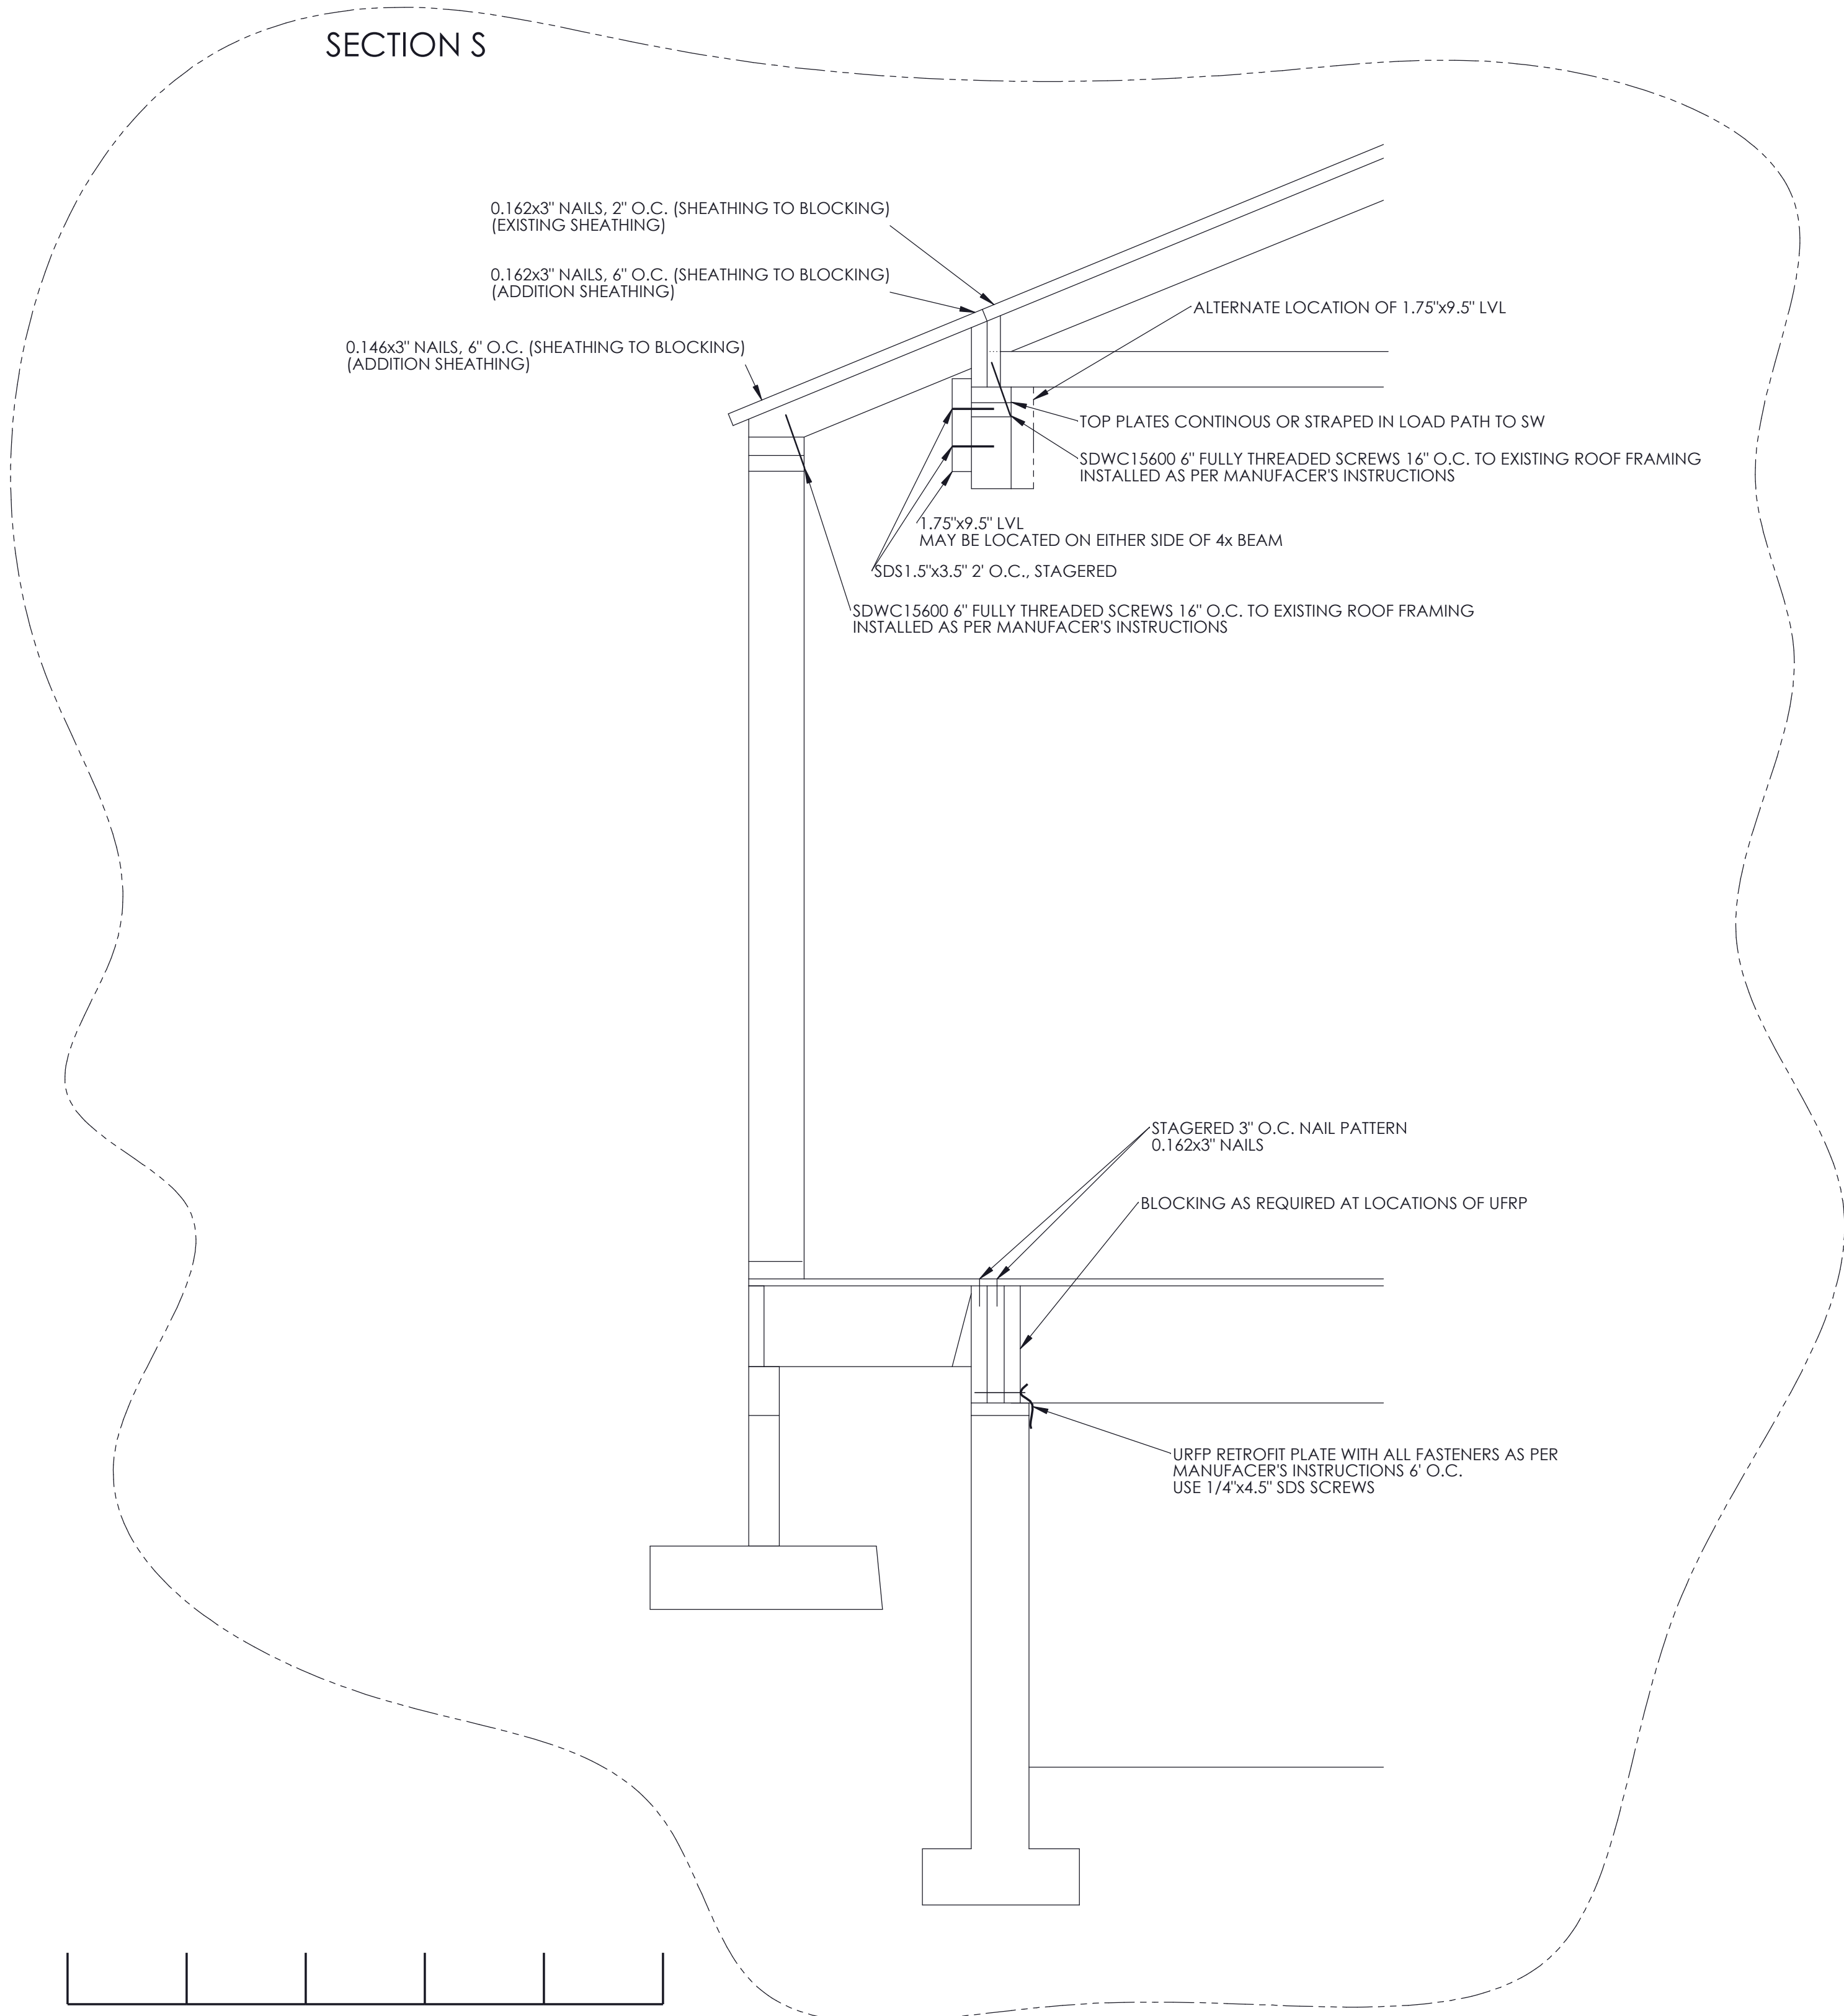 SECTION S
0.162x3" NAILS, 2" O.C. (SHEATHING TO BLOCKING)
(EXISTING SHEATHING)
0.162x3" NAILS, 6" O.C. (SHEATHING TO BLOCKING)
(ADDITION SHEATHING)
ALTERNATE LOCATION OF 1.75"x9.5" LVL
0.146x3" NAILS, 6" O.C. (SHEATHING TO BLOCKING)
(ADDITION SHEATHING)
TOP PLATES CONTINOUS OR STRAPED IN LOAD PATH TO SW
SDWC15600 6" FULLY THREADED SCREWS 16" O.C. TO EXISTING ROOF FRAMING
INSTALLED AS PER MANUFACER'S INSTRUCTIONS
1.75"x9.5" LVL
MAY BE LOCATED ON EITHER SIDE OF 4x BEAM
SDS1.5"x3.5" 2' O.C., STAGERED
SDWC15600 6" FULLY THREADED SCREWS 16" O.C. TO EXISTING ROOF FRAMING
INSTALLED AS PER MANUFACER'S INSTRUCTIONS
STAGERED 3" O.C. NAIL PATTERN
0.162x3" NAILS
BLOCKING AS REQUIRED AT LOCATIONS OF UFRP
URFP RETROFIT PLATE WITH ALL FASTENERS AS PER
MANUFACER'S INSTRUCTIONS 6' O.C.
USE 1/4"x4.5" SDS SCREWS